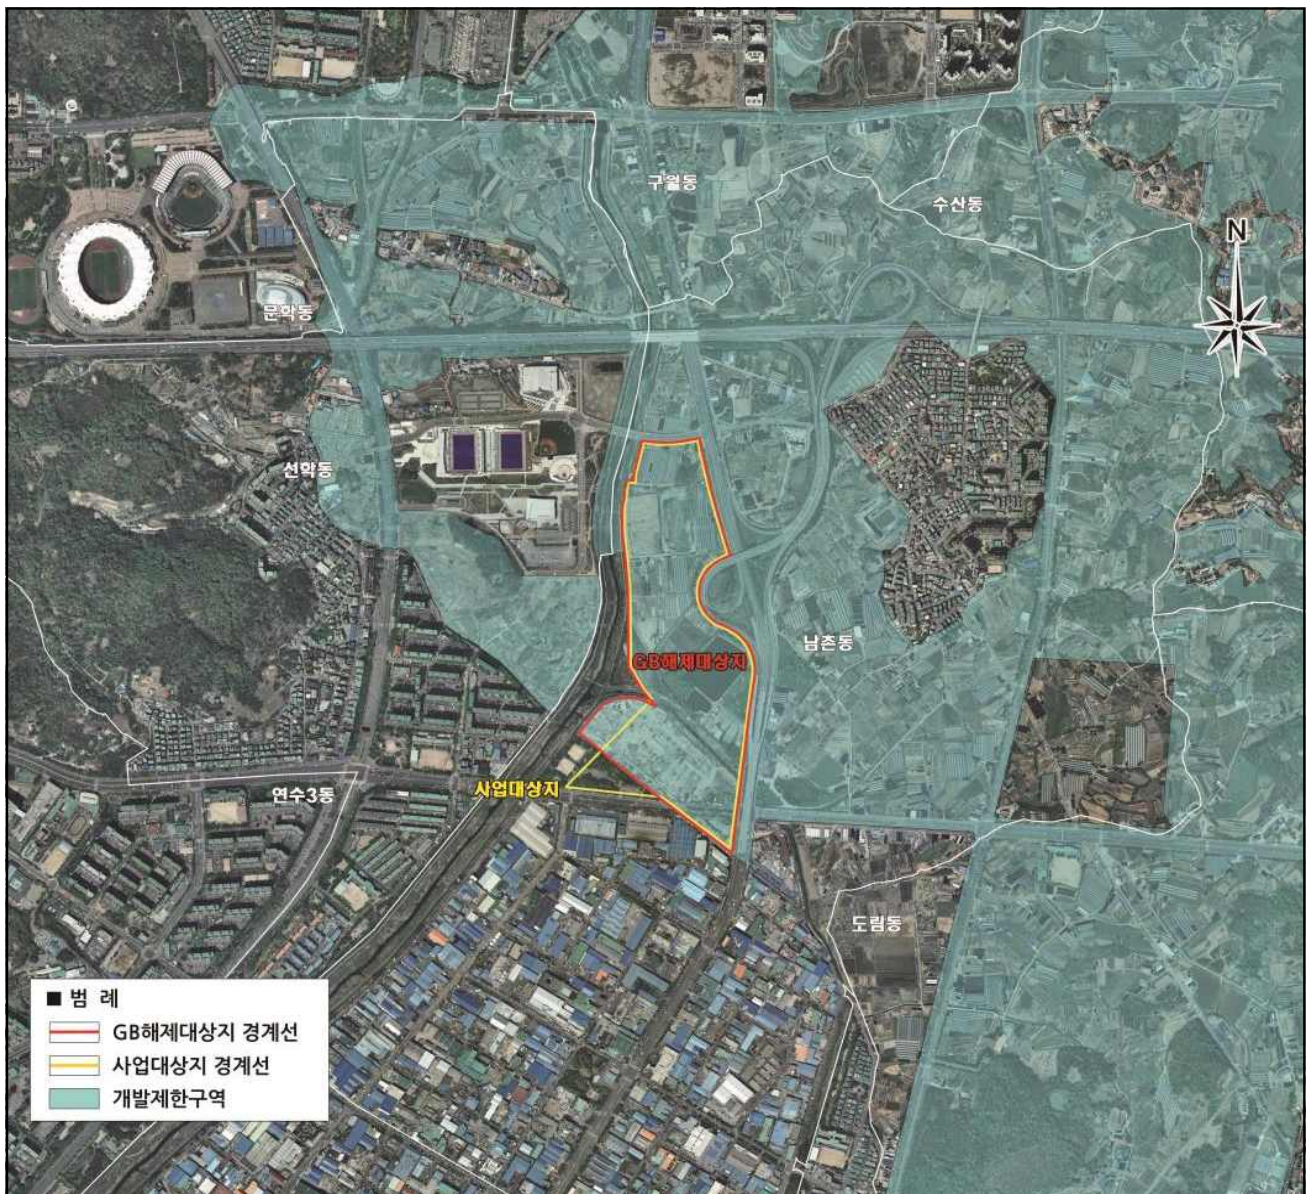 구월동
수산동
N
문학동
선학동
남촌동
GB해제대상지
사업대상지
연수3동
도림동
■ 범 례
GB해제대상지 경계선
사업대상지 경계선
개발제한구역